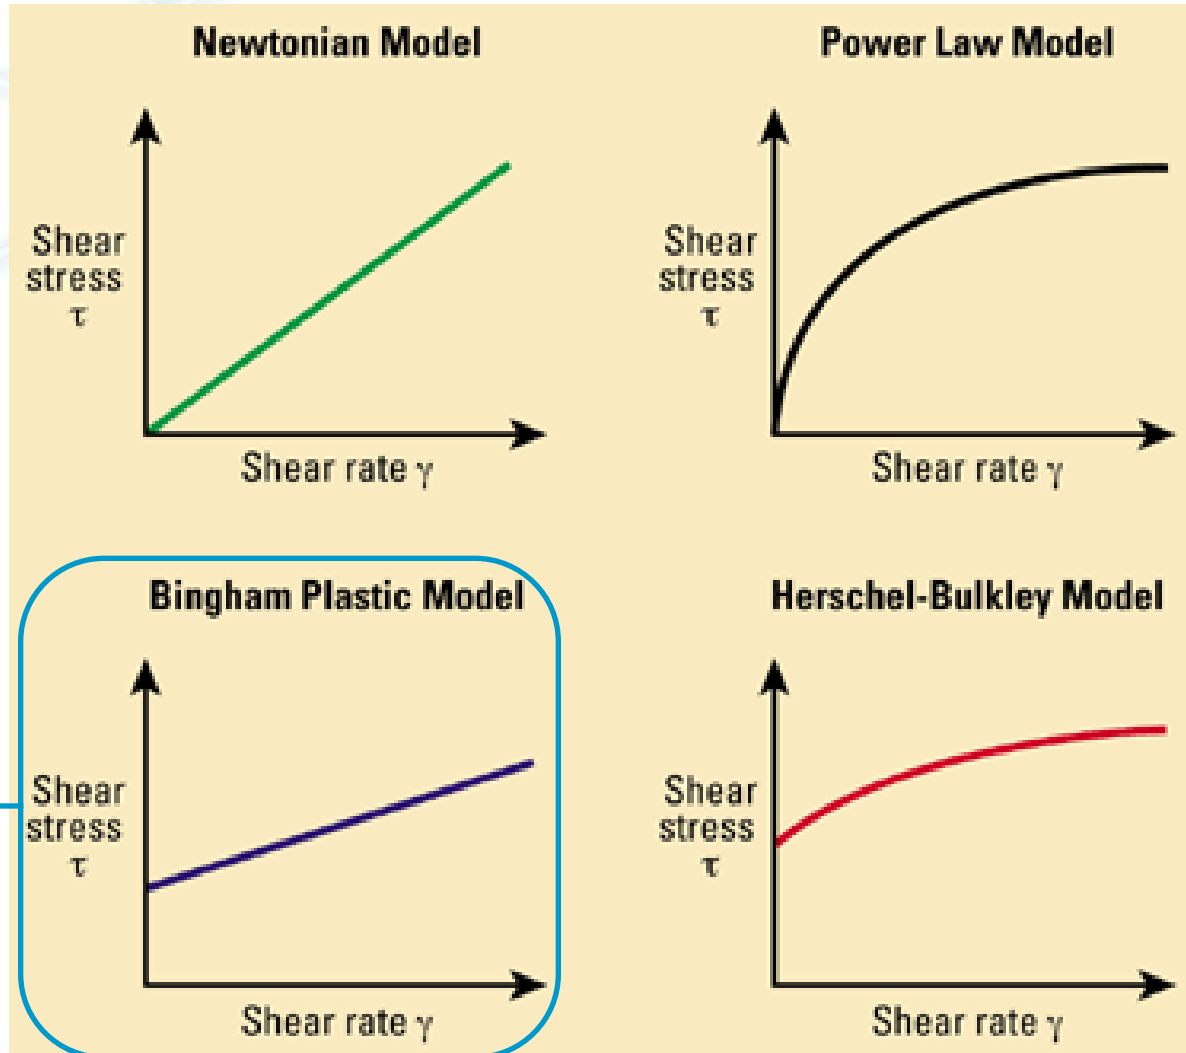 Newtonian Model
Shear
stress
τ
Shear rate γ
Power Law Model
Shear
stress
τ
Shear rate γ
Bingham Plastic Model
Shear
stress
τ
Shear rate γ
Herschel-Bulkley Model
Shear
stress
τ
Shear rate γ